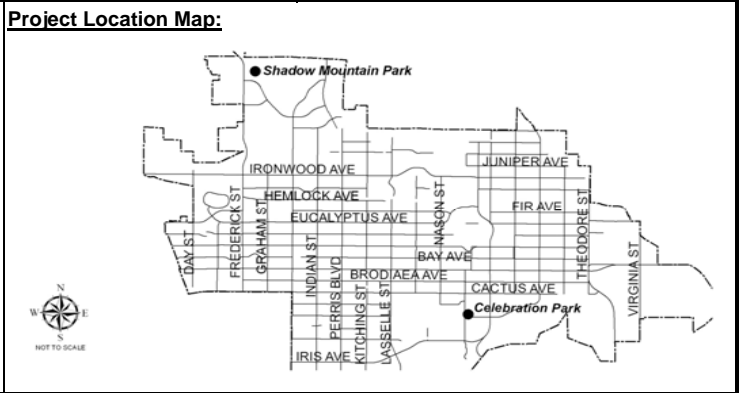 Project Location Map:
Shadow Mountain Park
JUNIPER AVE
IRONWOOD AVE
HEMLOCK AVE
FIR AVE
EUCALYPTUS AVE
NASON ST
THEODORE ST
FREDERICK ST
GRAHAM ST
DAY ST
INDIAN ST
BAY AVE
VIRGINIA ST
PERRIS BLVD
BRODIAEA AVE
CACTUS AVE
KITCHING ST
LASSELLE ST
Celebration Park
IRIS AVE
N
W
E
S
NOT TO SCALE